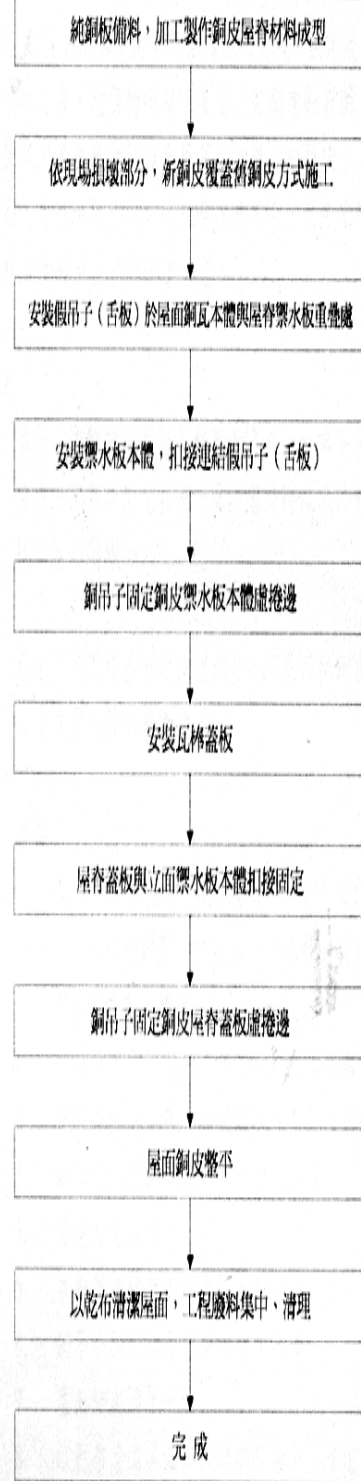 純銅板備料，加工製作銅皮屋脊材料成型
依現場損壞部分，新銅皮覆蓋舊銅皮方式施工
安裝假吊子（舌板）於屋面銅瓦本體與屋脊禦水板重疊處
安裝禦水板本體，扣接連結假吊子（舌板）
銅吊子固定銅皮禦水板本體虛捲邊
安裝瓦棒蓋板
屋脊蓋板與立面禦水板本體扣接固定
銅吊子固定銅皮屋脊蓋板虛捲邊
屋面銅皮整平
以乾布清潔屋面，工程廢料集中、清理
完成